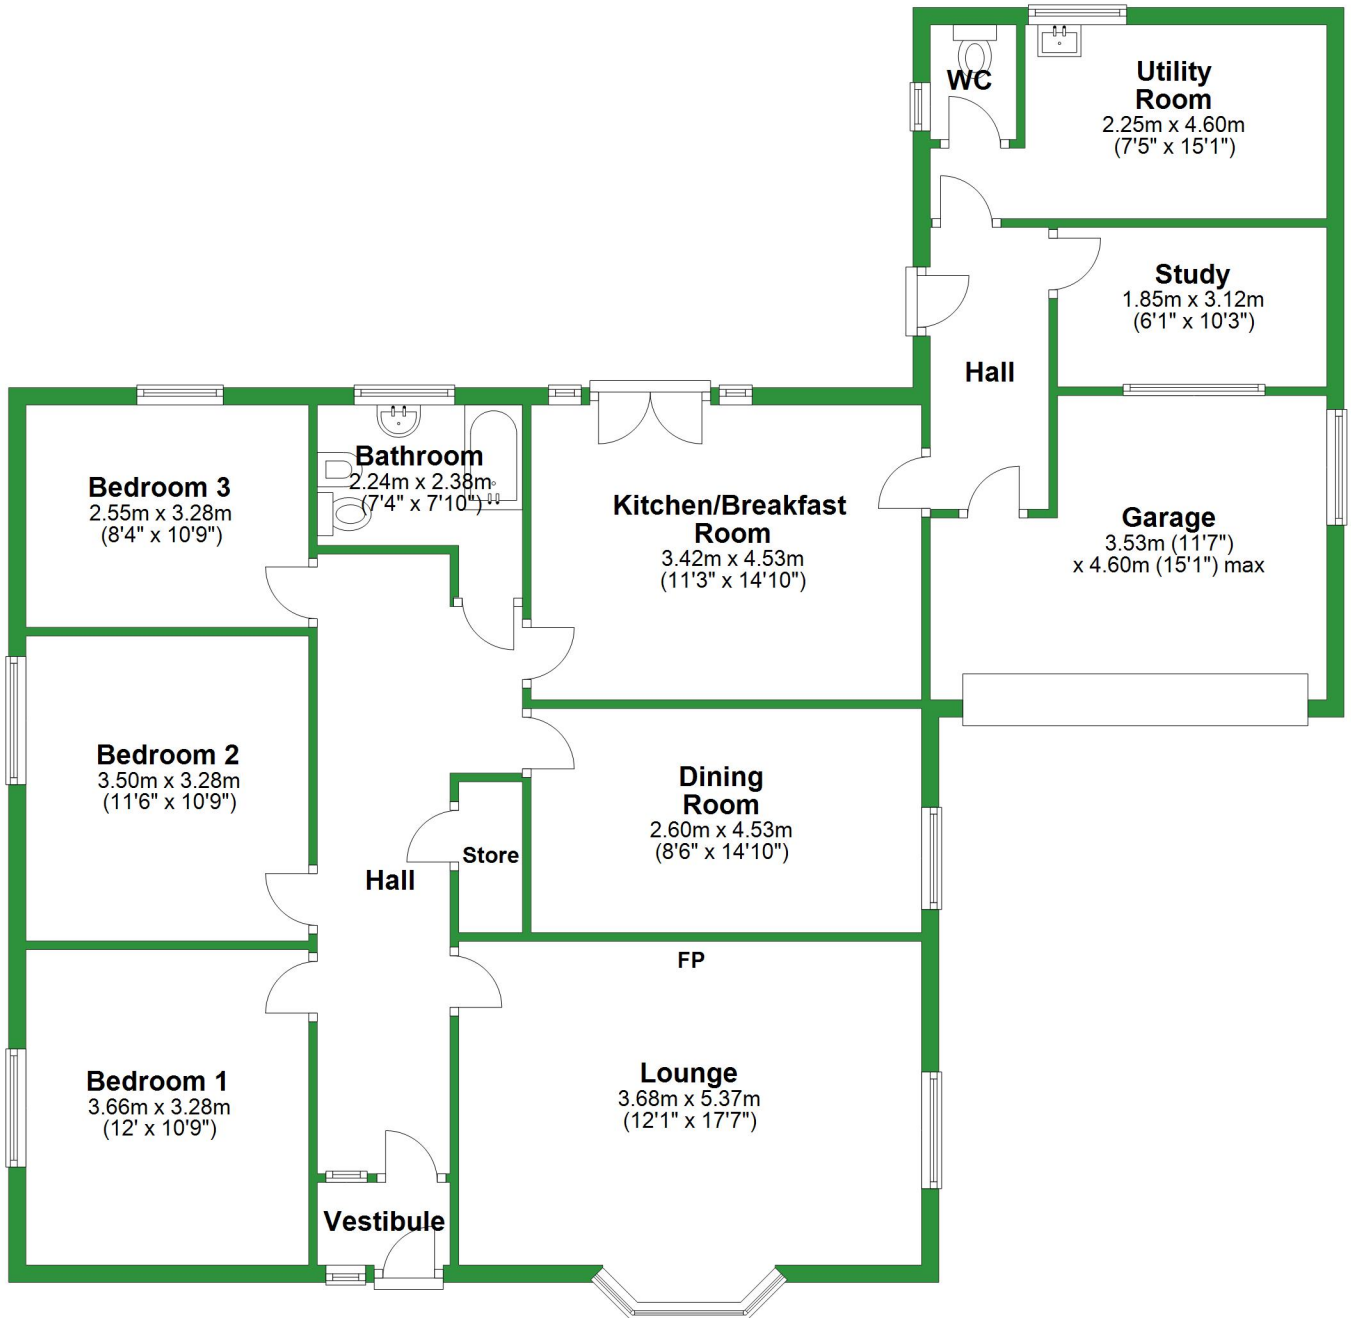 WC
Utility
Room
2.25m x 4.60m
(7'5" x 15'1")
Study
1.85m x 3.12m
(6'1" x 10'3")
Hall
Bathroom
2.24m x 2.38m
(7'4" x 7'10")
Bedroom 3
2.55m x 3.28m
(8'4" x 10'9")
Kitchen/Breakfast
Room
3.42m x 4.53m
(11'3" x 14'10")
Garage
3.53m (11'7")
x 4.60m (15'1") max
Bedroom 2
3.50m x 3.28m
(11'6" x 10'9")
Dining
Room
2.60m x 4.53m
(8'6" x 14'10")
Store
Hall
FP
Lounge
3.68m x 5.37m
(12'1" x 17'7")
Bedroom 1
3.66m x 3.28m
(12' x 10'9")
Vestibule